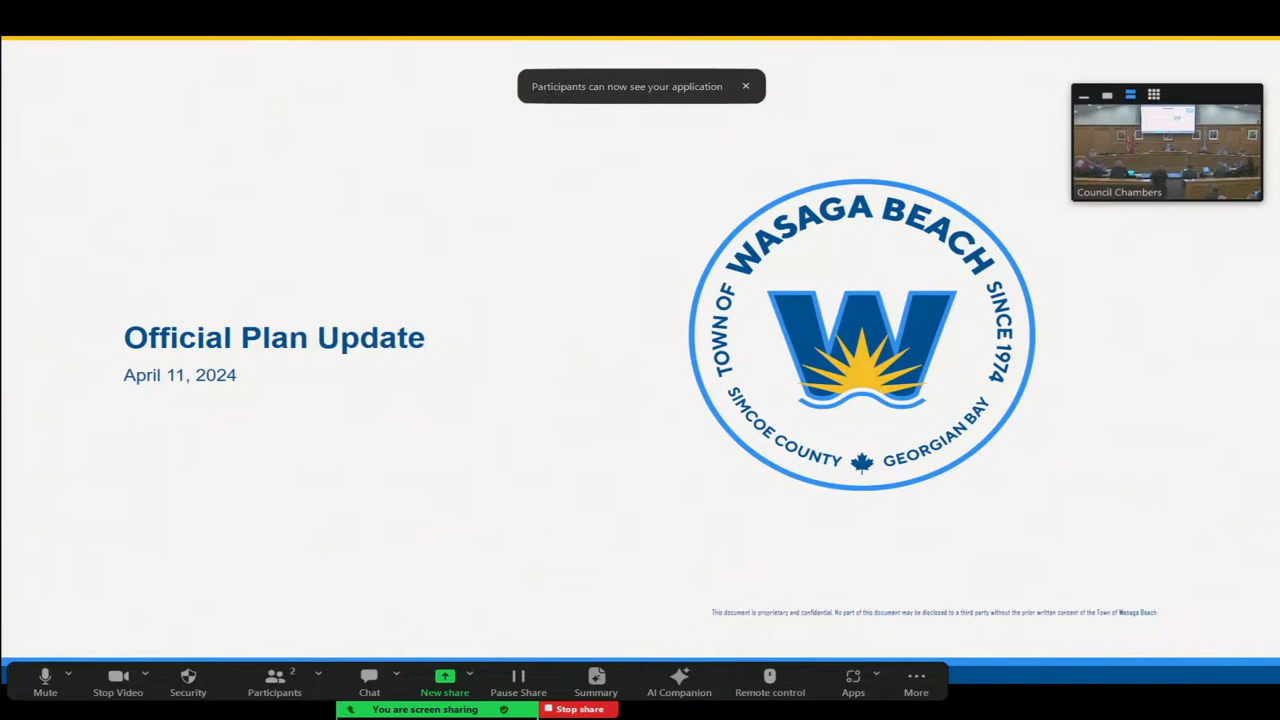 Participants can now see your application
Council Chambers
TOWN OF WASAGA BEACH SINCE 1974
SIMCOE COUNTY GEORGIAN BAY
W
Official Plan Update
April 11, 2024
This document is proprietary and confidential. No part of this document may be disclosed to a third party without the prior written consent of the Town of Wasaga Beach.
Mute
Stop Video
Security
Participants 2
Chat
New share
Pause Share
Summary
AI Companion
Remote control
Apps
More
You are screen sharing
Stop share